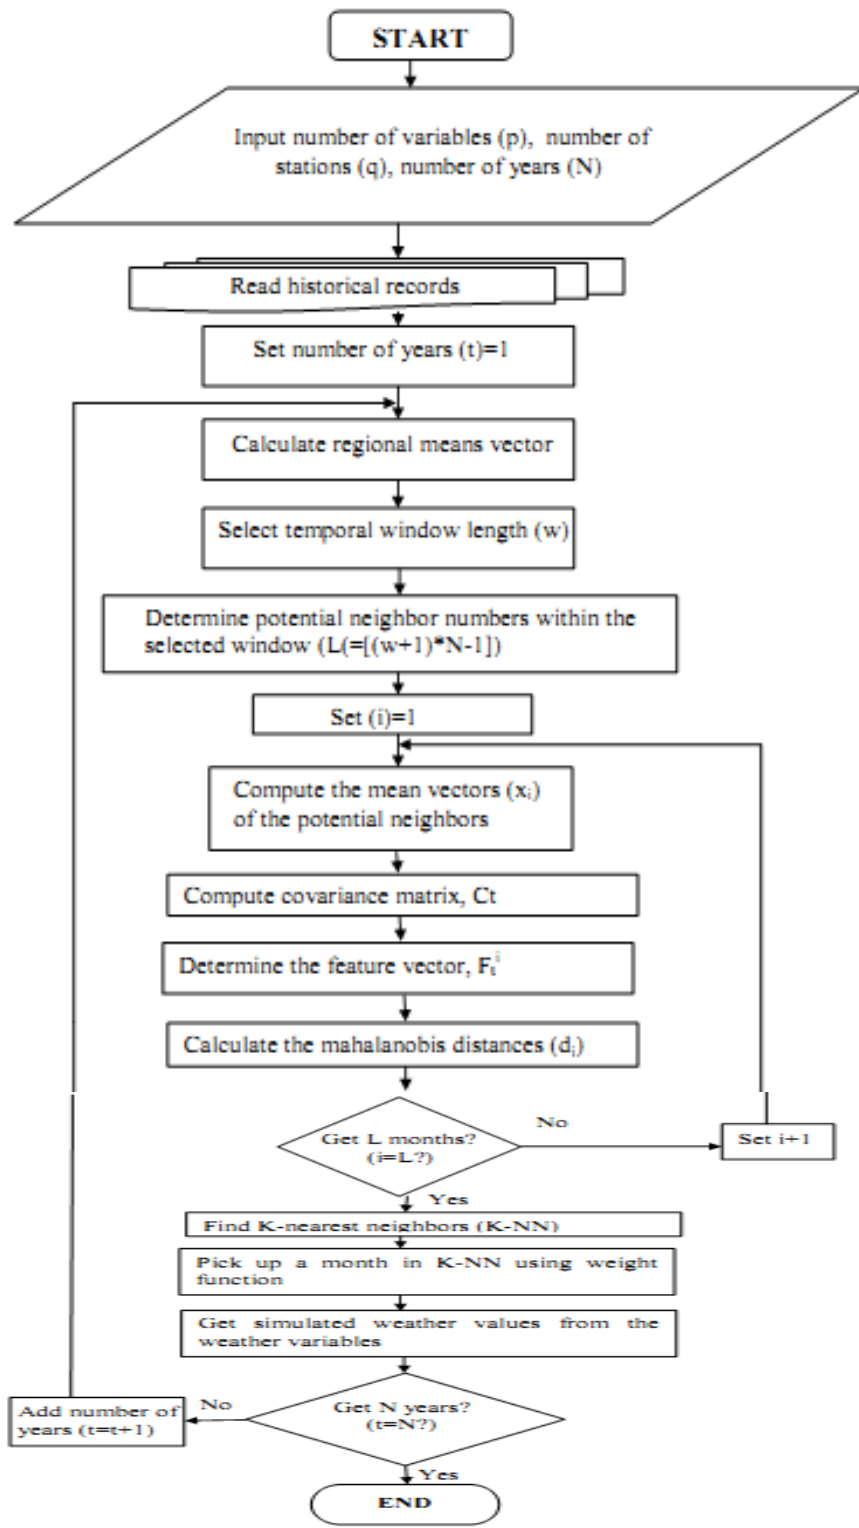 START
Input number of variables (p), number of
stations (q), number of years (N)
Read historical records
Set number of years (t)=1
Calculate regional means vector
Select temporal window length (w)
Determine potential neighbor numbers within the
selected window (L(=[(w+1)*N-1])
Set (i)=1
Compute the mean vectors (xᵢ)
of the potential neighbors
Compute covariance matrix, Ct
Determine the feature vector, Fₜⁱ
Calculate the mahalanobis distances (dᵢ)
Get L months?
(i=L?)
No
Set i+1
Yes
Find K-nearest neighbors (K-NN)
Pick up a month in K-NN using weight
function
Get simulated weather values from the
weather variables
Get N years?
(t=N?)
No
Add number of
years (t=t+1)
Yes
END